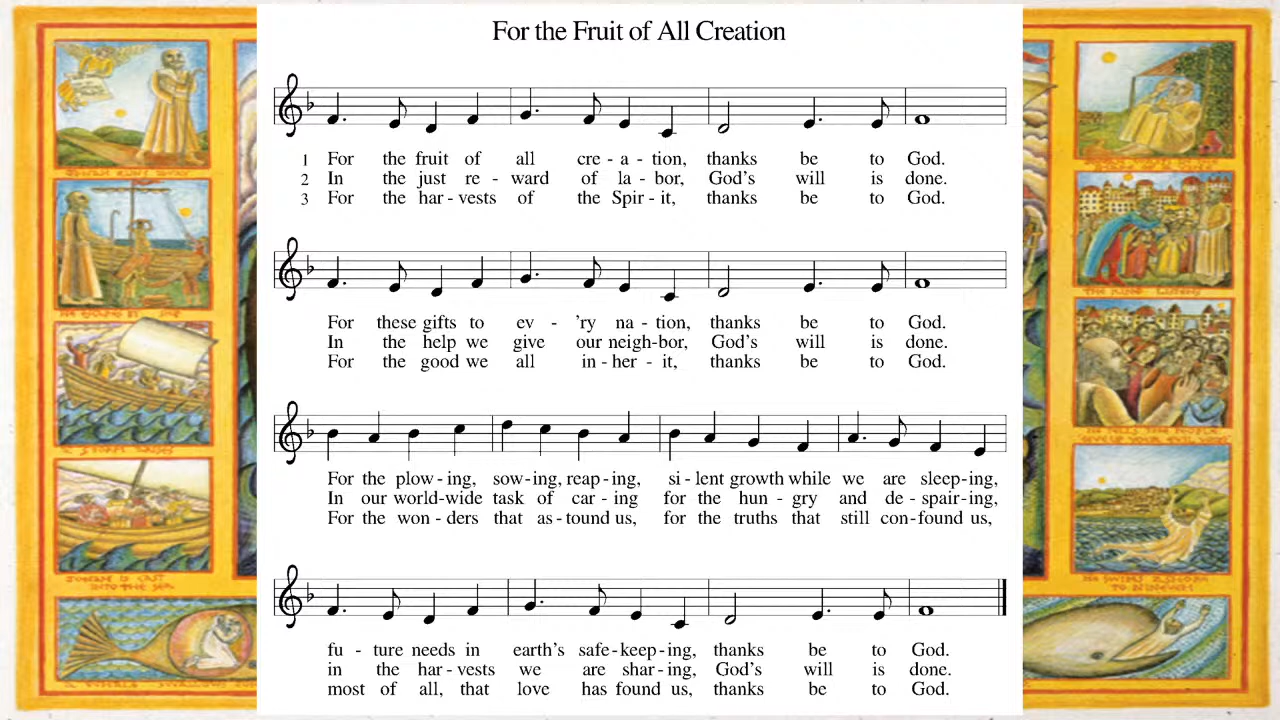 For the Fruit of All Creation
1 For the fruit of all cre - a - tion, thanks be to God.
2 In the just re - ward of la - bor, God's will is done.
3 For the har - vests of the Spir - it, thanks be to God.
For these gifts to ev - 'ry na - tion, thanks be to God.
In the help we give our neigh - bor, God's will is done.
For the good we all in - her - it, thanks be to God.
For the plow - ing, sow - ing, reap - ing, si - lent growth while we are sleep - ing,
In our world - wide task of car - ing for the hun - gry and de - spair - ing,
For the won - ders that as - tound us, for the truths that still con - found us,
fu - ture needs in earth's safe - keep - ing, thanks be to God.
in the har - vests we are shar - ing, God's will is done.
most of all, that love has found us, thanks be to God.